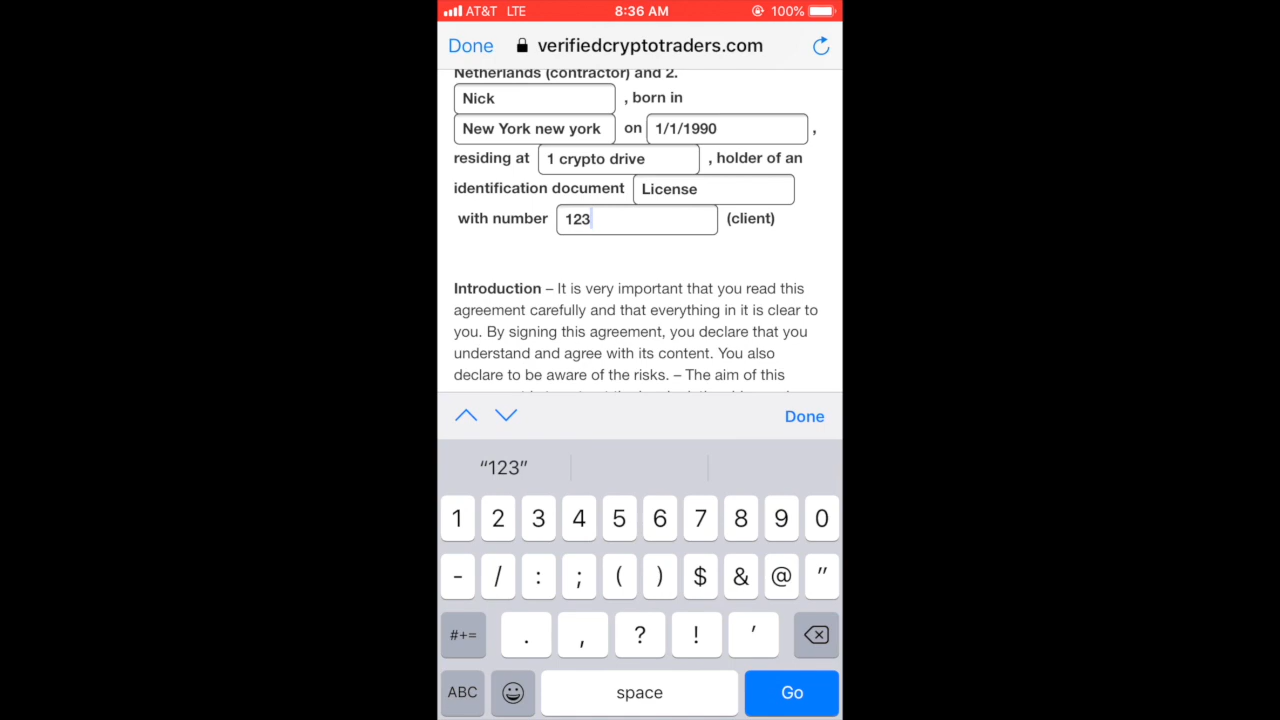 AT&T LTE 8:36 AM 100%
Done verifiedcryptotraders.com
Netherlands (contractor) and 2.
Nick , born in
New York new york on 1/1/1990 ,
residing at 1 crypto drive , holder of an
identification document License
with number 123 (client)
Introduction – It is very important that you read this
agreement carefully and that everything in it is clear to
you. By signing this agreement, you declare that you
understand and agree with its content. You also
declare to be aware of the risks. – The aim of this
Done
“123”
1 2 3 4 5 6 7 8 9 0
- / : ; ( ) $ & @ "
#+= . , ? ! '
ABC space Go